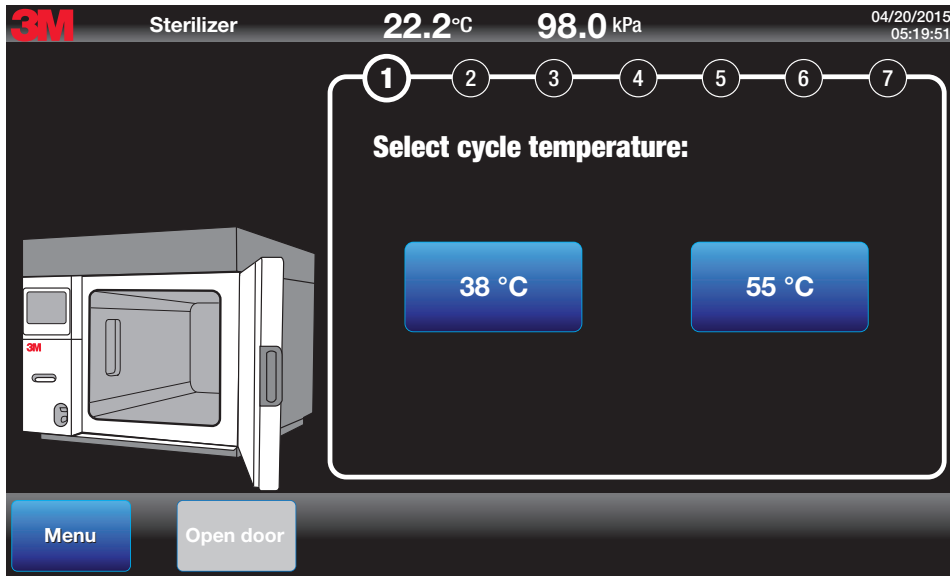 3M Sterilizer 22.2°C 98.0 kPa 04/20/2015
05:19:51
1 2 3 4 5 6 7
Select cycle temperature:
38 °C 55 °C
3M
Menu Open door